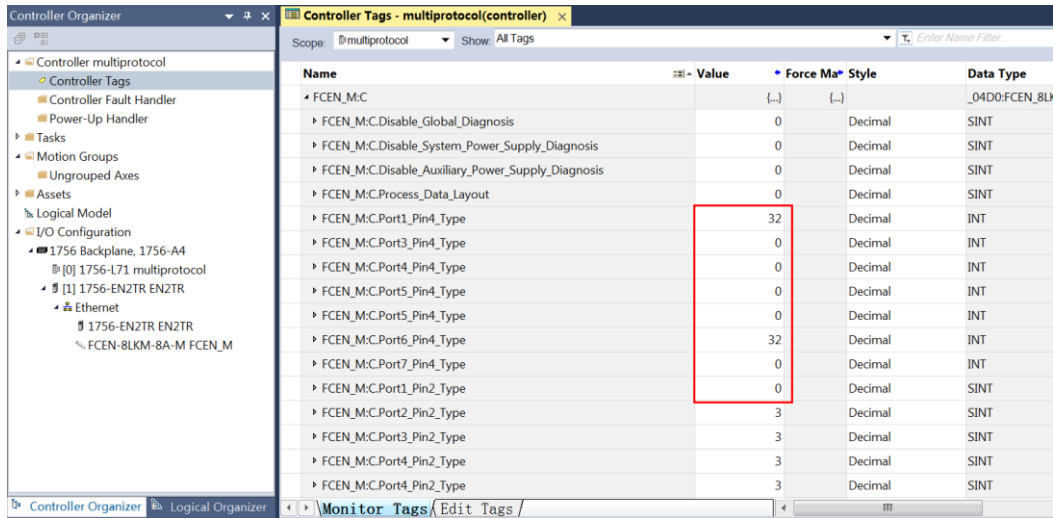 Controller Organizer
Controller Tags - multiprotocol(controller)
Scope: multiprotocol Show: All Tags Enter Name Filter...
Controller multiprotocol
Controller Tags
Controller Fault Handler
Power-Up Handler
Tasks
Motion Groups
Ungrouped Axes
Assets
Logical Model
I/O Configuration
1756 Backplane, 1756-A4
[0] 1756-L71 multiprotocol
[1] 1756-EN2TR EN2TR
Ethernet
1756-EN2TR EN2TR
FCEN-8LKM-8A-M FCEN_M
Controller Organizer Logical Organizer
Name Value Force Ma Style Data Type
FCEN_M:C {...} {...} _04D0:FCEN_8LK
FCEN_M:C.Disable_Global_Diagnosis 0 Decimal SINT
FCEN_M:C.Disable_System_Power_Supply_Diagnosis 0 Decimal SINT
FCEN_M:C.Disable_Auxiliary_Power_Supply_Diagnosis 0 Decimal SINT
FCEN_M:C.Process_Data_Layout 0 Decimal SINT
FCEN_M:C.Port1_Pin4_Type 32 Decimal INT
FCEN_M:C.Port3_Pin4_Type 0 Decimal INT
FCEN_M:C.Port4_Pin4_Type 0 Decimal INT
FCEN_M:C.Port5_Pin4_Type 0 Decimal INT
FCEN_M:C.Port5_Pin4_Type 0 Decimal INT
FCEN_M:C.Port6_Pin4_Type 32 Decimal INT
FCEN_M:C.Port7_Pin4_Type 0 Decimal INT
FCEN_M:C.Port1_Pin2_Type 0 Decimal SINT
FCEN_M:C.Port2_Pin2_Type 3 Decimal SINT
FCEN_M:C.Port3_Pin2_Type 3 Decimal SINT
FCEN_M:C.Port4_Pin2_Type 3 Decimal SINT
FCEN_M:C.Port4_Pin2_Type 3 Decimal SINT
Monitor Tags Edit Tags